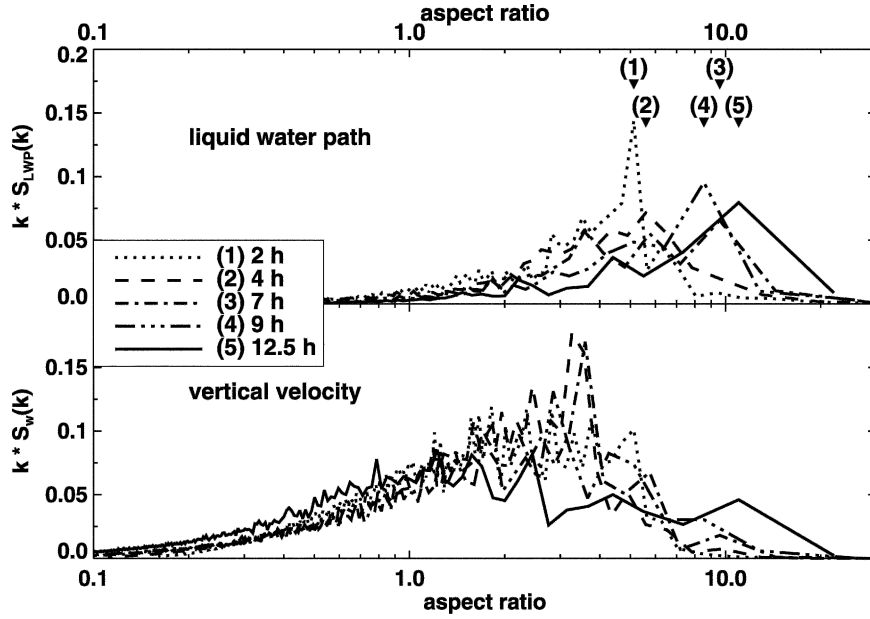 aspect ratio
0.1 1.0 10.0
0.2
0.15
0.1
0.05
0.0
k * S_LWP(k)
liquid water path
(1) (3)
(2) (4) (5)
(1) 2 h
(2) 4 h
(3) 7 h
(4) 9 h
(5) 12.5 h
vertical velocity
0.15
0.1
0.05
0.0
k * S_w(k)
0.1 1.0 10.0
aspect ratio